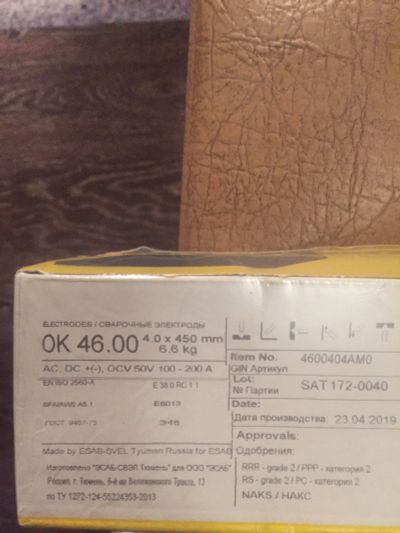 ELECTRODES / СВАРОЧНЫЕ ЭЛЕКТРОДЫ
OK 46.00 4.0 x 450 mm
6.6 kg
AC, DC +(-), OCV 50V 100 - 200 A
EN ISO 2560-A E 38 0 RC 1 1
SFA/AWS A5.1 E6013
ГОСТ 9467-75 Э46
Made by ESAB-SVEL Tyumen Russia for ESAB
Изготовлено "ЭСАБ-СВЭЛ Тюмень" для ООО "ЭСАБ"
Россия, г. Тюмень, 6-й км Велижанского Тракта, 13
по ТУ 1272-124-55224353-2013
Item No. 4600404AM0
GIN Артикул
Lot: SAT172-0040
№ Партии
Date:
Дата производства 23.04.2019
Approvals:
Одобрения:
RRR - grade 2 / PPP - категория 2
RS - grade 2 / PC - категория 2
NAKS / НАКС